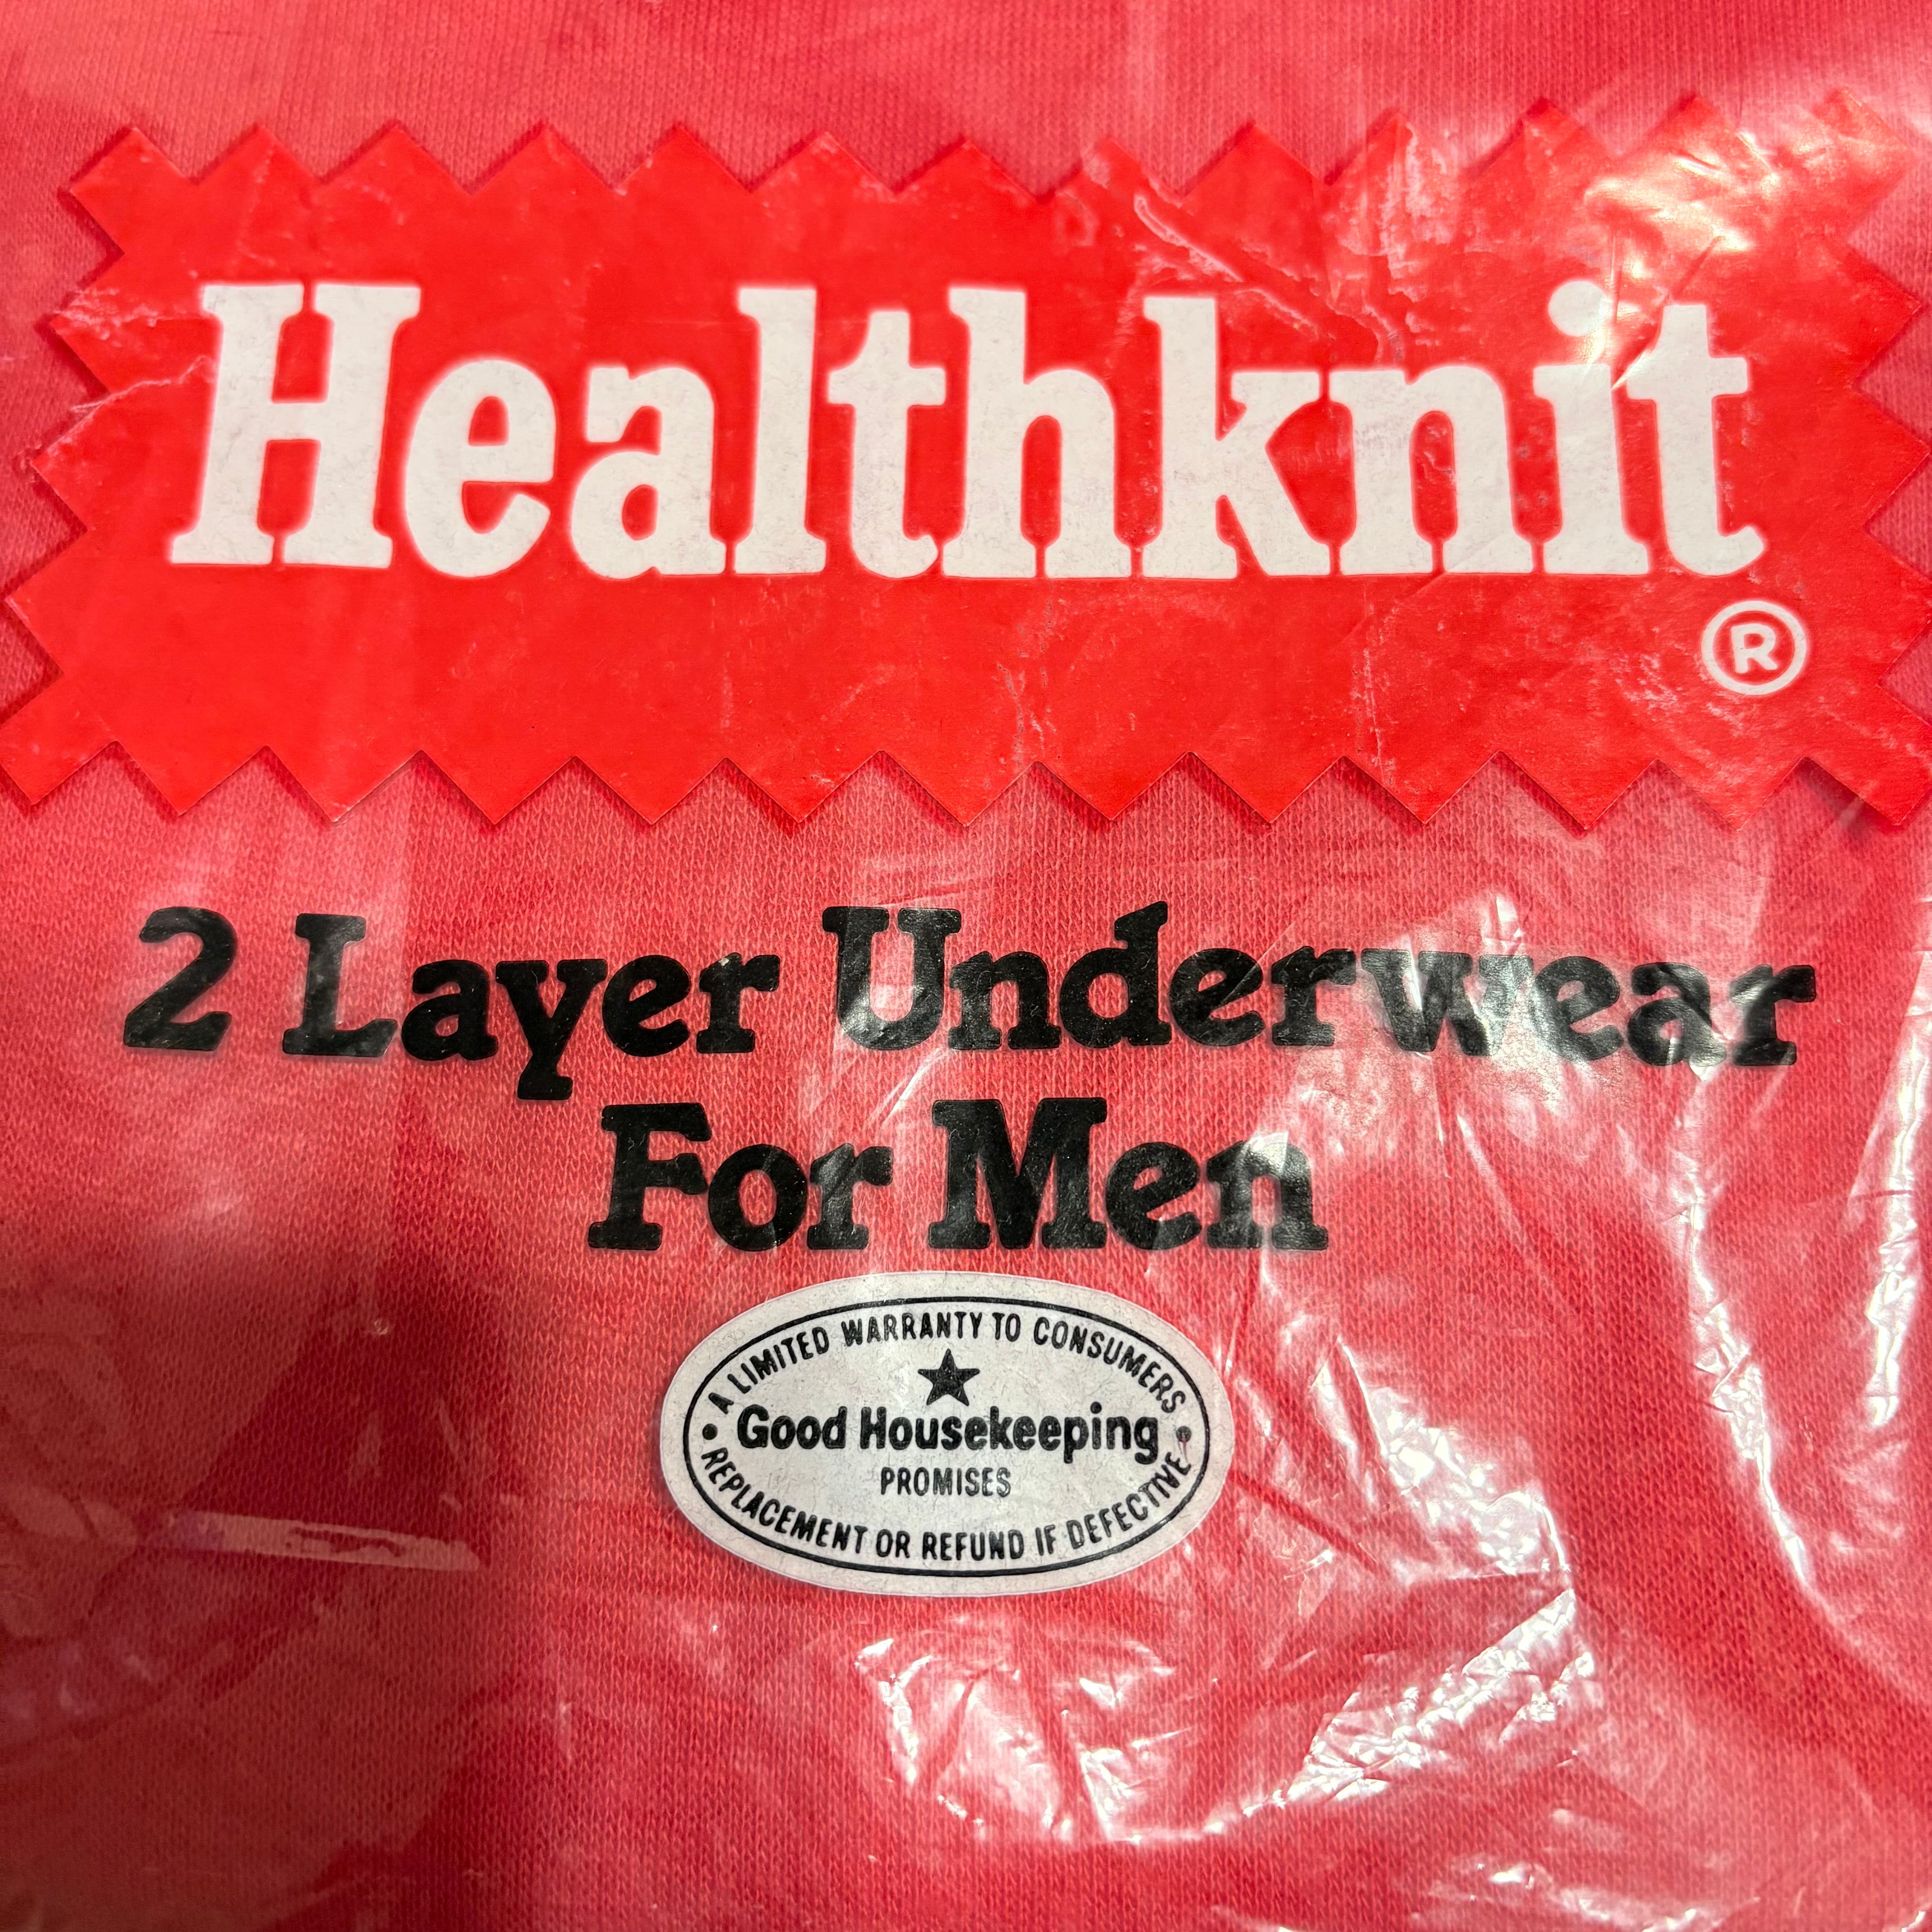 Healthknit
®
2 Layer Underwear
For Men
A LIMITED WARRANTY TO CONSUMERS
Good Housekeeping
PROMISES
REPLACEMENT OR REFUND IF DEFECTIVE